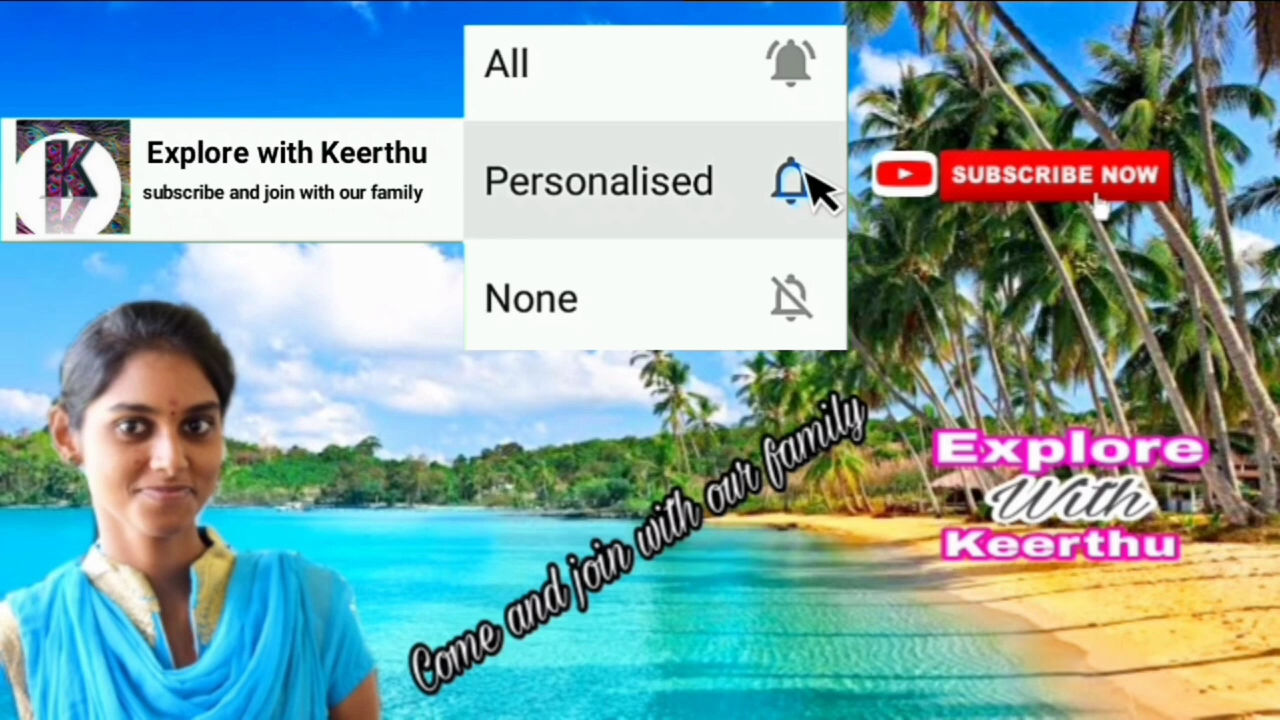 All
Explore with Keerthu
subscribe and join with our family
Personalised
SUBSCRIBE NOW
None
Come and join with our family
Explore
With
Keerthu
K